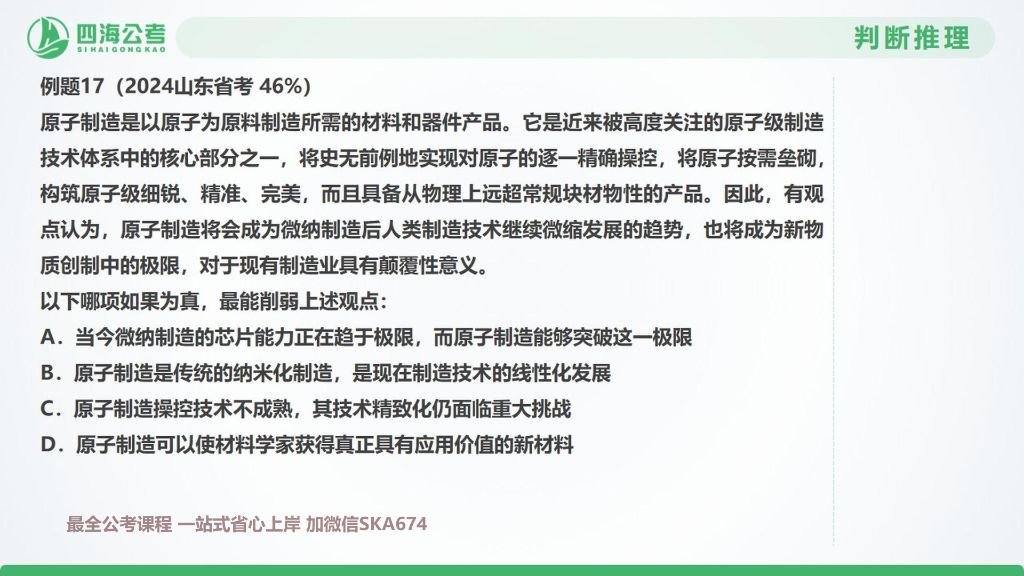 四海公考
SIHAIGONGKAO
判断推理
例题17（2024山东省考 46%）
原子制造是以原子为原料制造所需的材料和器件产品。它是近来被高度关注的原子级制造
技术体系中的核心部分之一，将史无前例地实现对原子的逐一精确操控，将原子按需垒砌，
构筑原子级细锐、精准、完美，而且具备从物理上远超常规块材物性的产品。因此，有观
点认为，原子制造将会成为微纳制造后人类制造技术继续微缩发展的趋势，也将成为新物
质创制中的极限，对于现有制造业具有颠覆性意义。
以下哪项如果为真，最能削弱上述观点：
A．当今微纳制造的芯片能力正在趋于极限，而原子制造能够突破这一极限
B．原子制造是传统的纳米化制造，是现在制造技术的线性化发展
C．原子制造操控技术不成熟，其技术精致化仍面临重大挑战
D．原子制造可以使材料学家获得真正具有应用价值的新材料
最全公考课程 一站式省心上岸 加微信SKA674